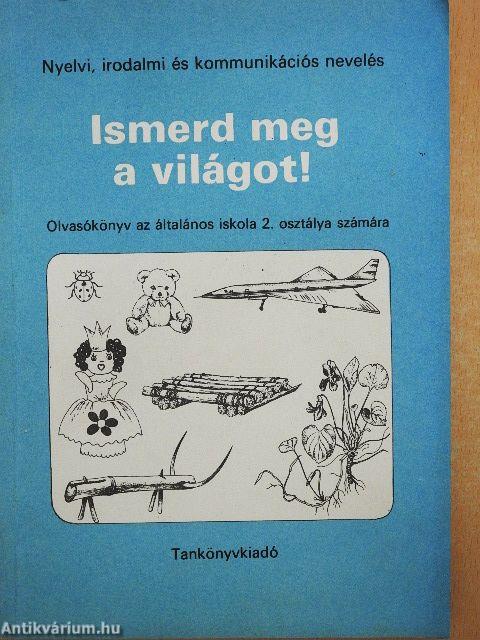 Nyelvi, irodalmi és kommunikációs nevelés
Ismerd meg
a világot!
Olvasókönyv az általános iskola 2. osztálya számára
Tankönyvkiadó
Antikvárium.hu